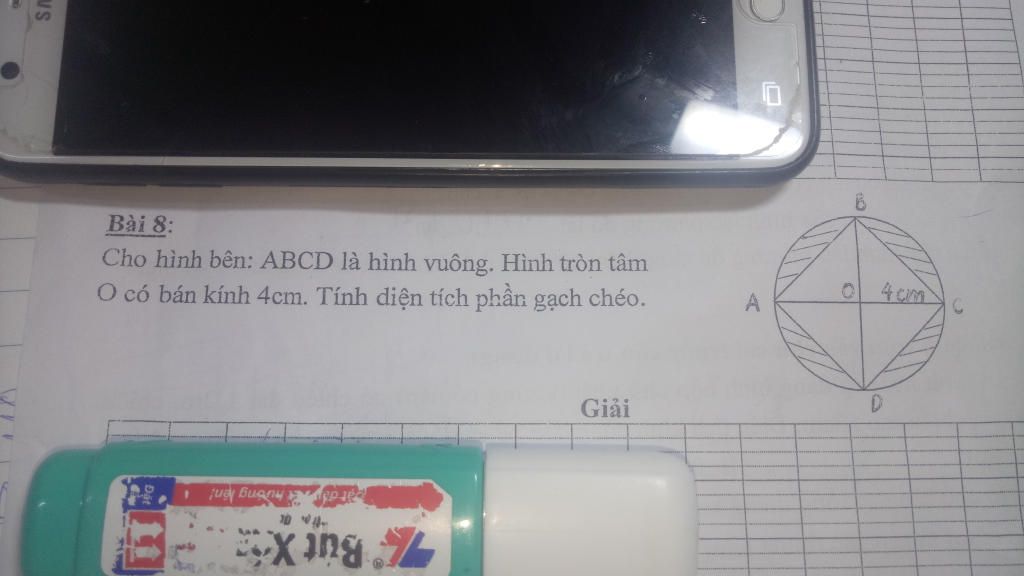 Bài 8:
Cho hình bên: ABCD là hình vuông. Hình tròn tâm
O có bán kính 4cm. Tính diện tích phần gạch chéo.
B
A
O
4cm
C
D
Giải
Bút